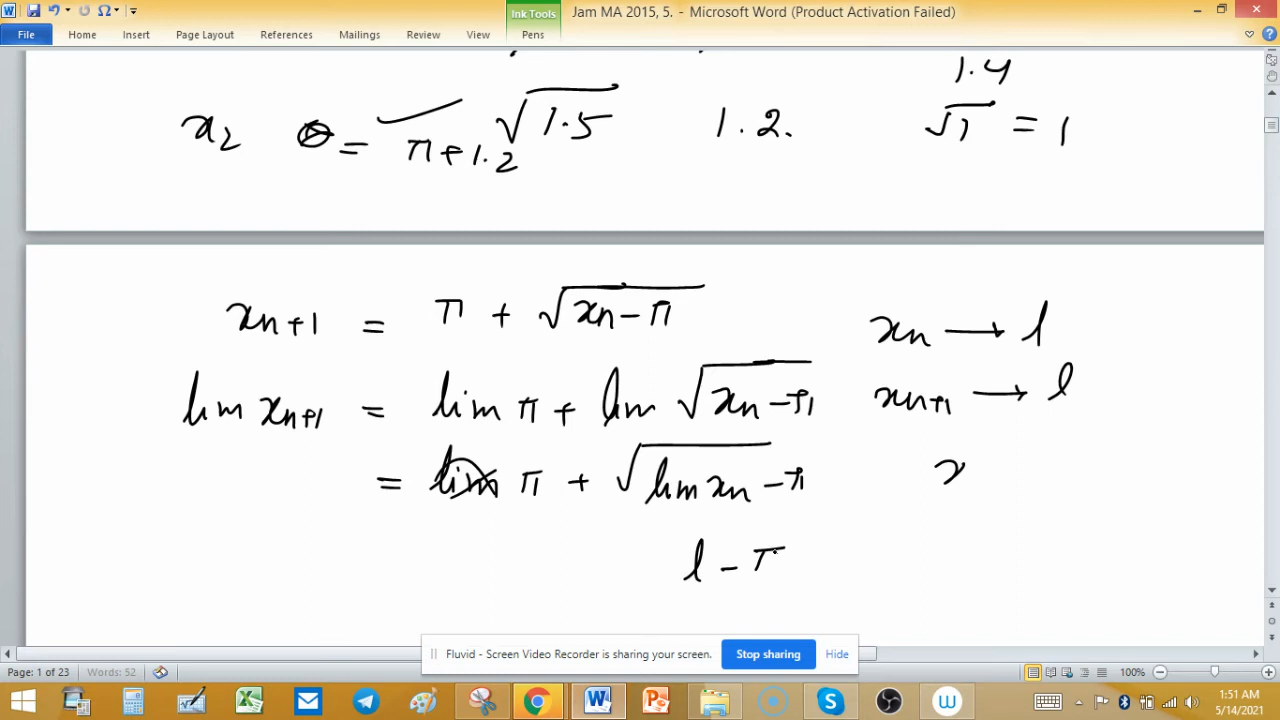 Ink Tools
Jam MA 2015, 5. - Microsoft Word (Product Activation Failed)
File Home Insert Page Layout References Mailings Review View Pens
1.4
x₂ = π + 1.2 √1.5 1.2. √1 = 1
xₙ₊₁ = π + √(xₙ - π) xₙ → l
lim xₙ₊₁ = lim π + lim √(xₙ - π) xₙ₊₁ → l
= lim π + √(lim xₙ - π) x
l - π
Fluvid - Screen Video Recorder is sharing your screen. Stop sharing Hide
Page: 1 of 23 Words: 52 100%
1:51 AM
5/14/2021